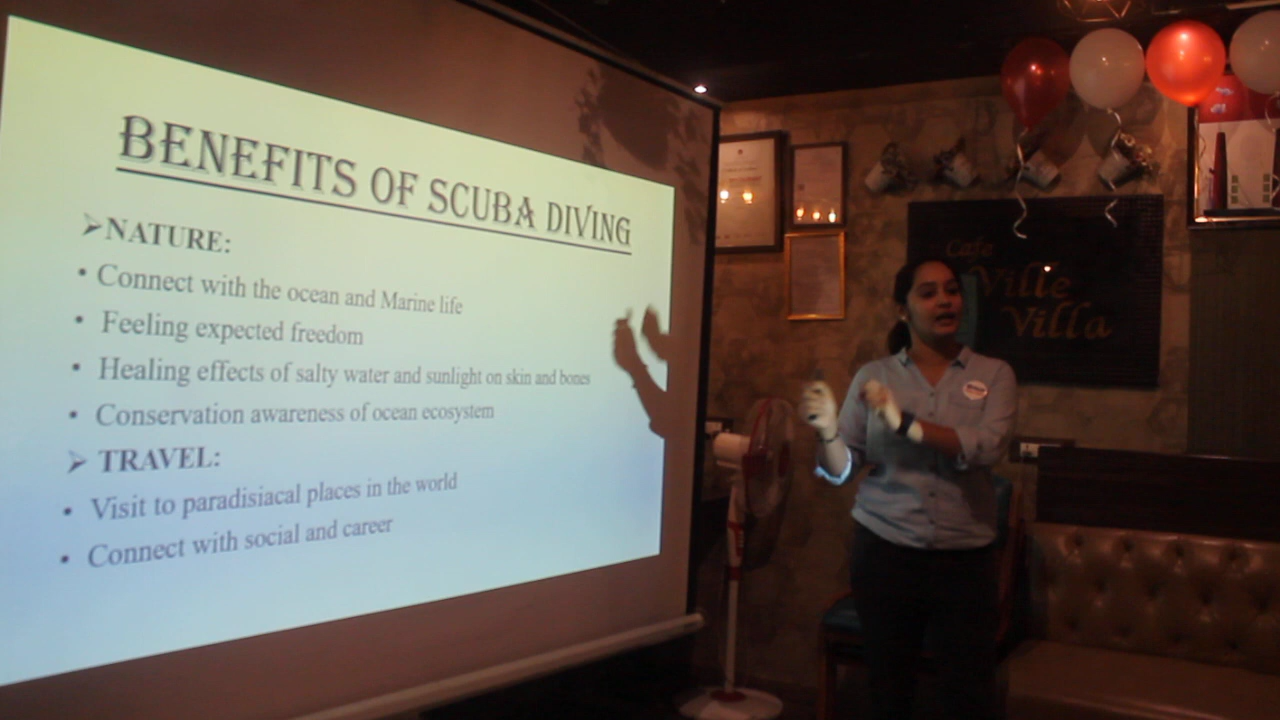 BENEFITS OF SCUBA DIVING
➢NATURE:
• Connect with the ocean and Marine life
• Feeling expected freedom
• Healing effects of salty water and sunlight on skin and bones
• Conservation awareness of ocean ecosystem
➢ TRAVEL:
• Visit to paradisiacal places in the world
• Connect with social and career
Cafe
Ville
Villa